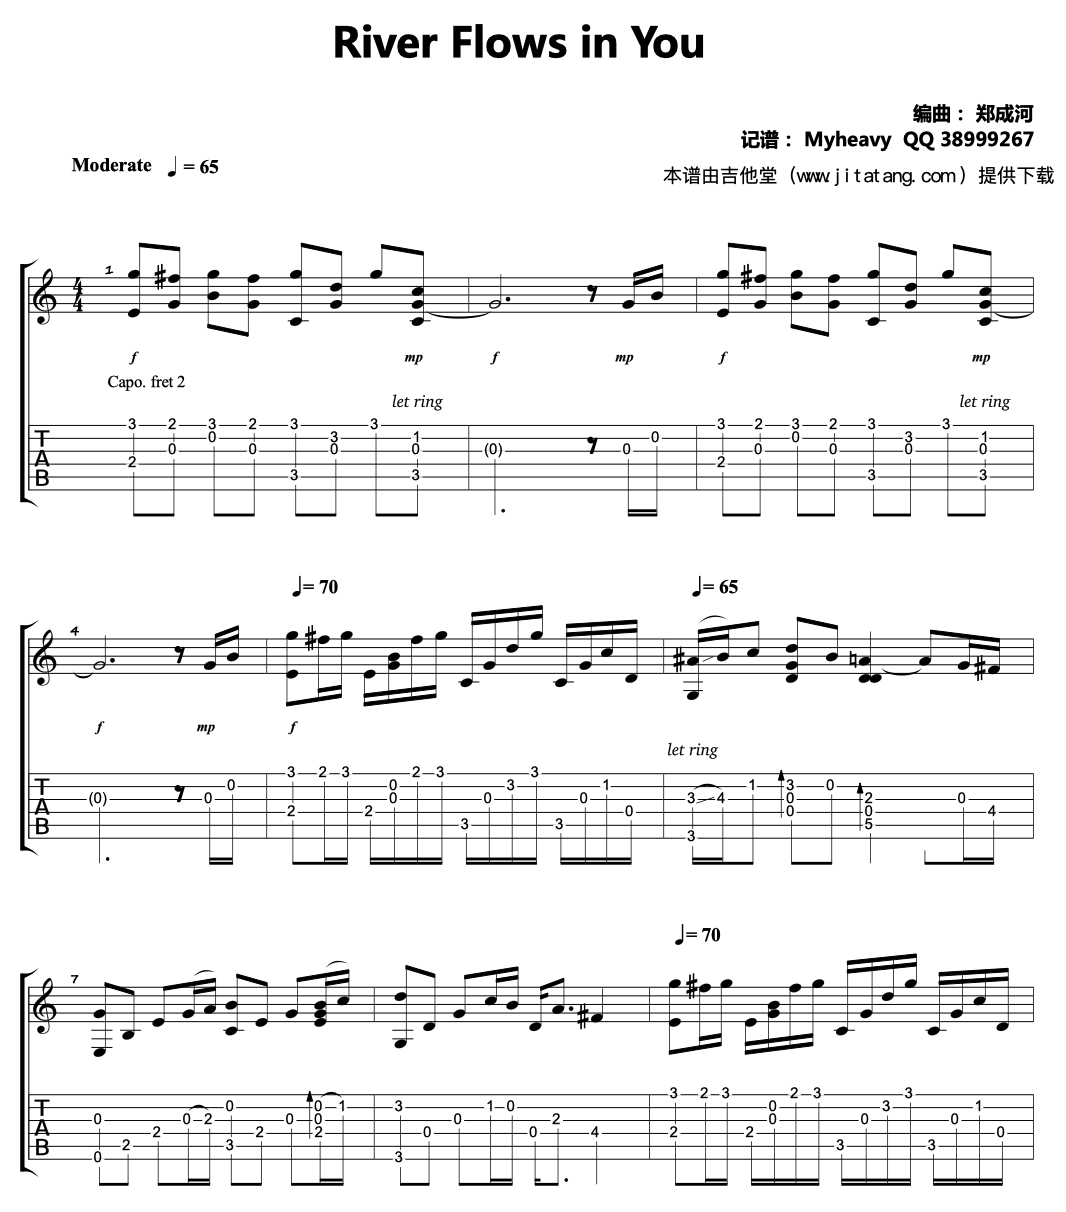 River Flows in You
编曲： 郑成河
记谱： Myheavy QQ 38999267
Moderate ♩ = 65
本谱由吉他堂（www.jitatang.com）提供下载
1
4
4
f mp f mp f mp
Capo. fret 2
let ring let ring
T 3 2 3 2 3 3 3 2 3 2 3 3
0 3 1 0 0 3 1
0 0 0 0 (0) 0 0 0 0 0
A 2 2
B 3 3 3 3
♩= 70 ♩= 65
4
f mp f
let ring
T 3 2 3 2 3 3
0 0 3 1 1 3 0
(0) 0 0 0 0 3 4 0 2 0
A 2 2 0 0 0 4
B 3 3 5
3
♩= 70
7
T 3 2 3 2 3 3
0 0 1 3 1 0 0 3 1
0 0 2 0 0 0 2 0 0 0
A 2 2 2 0 0 4 2 2 0
B 2 3 3 3
0 3